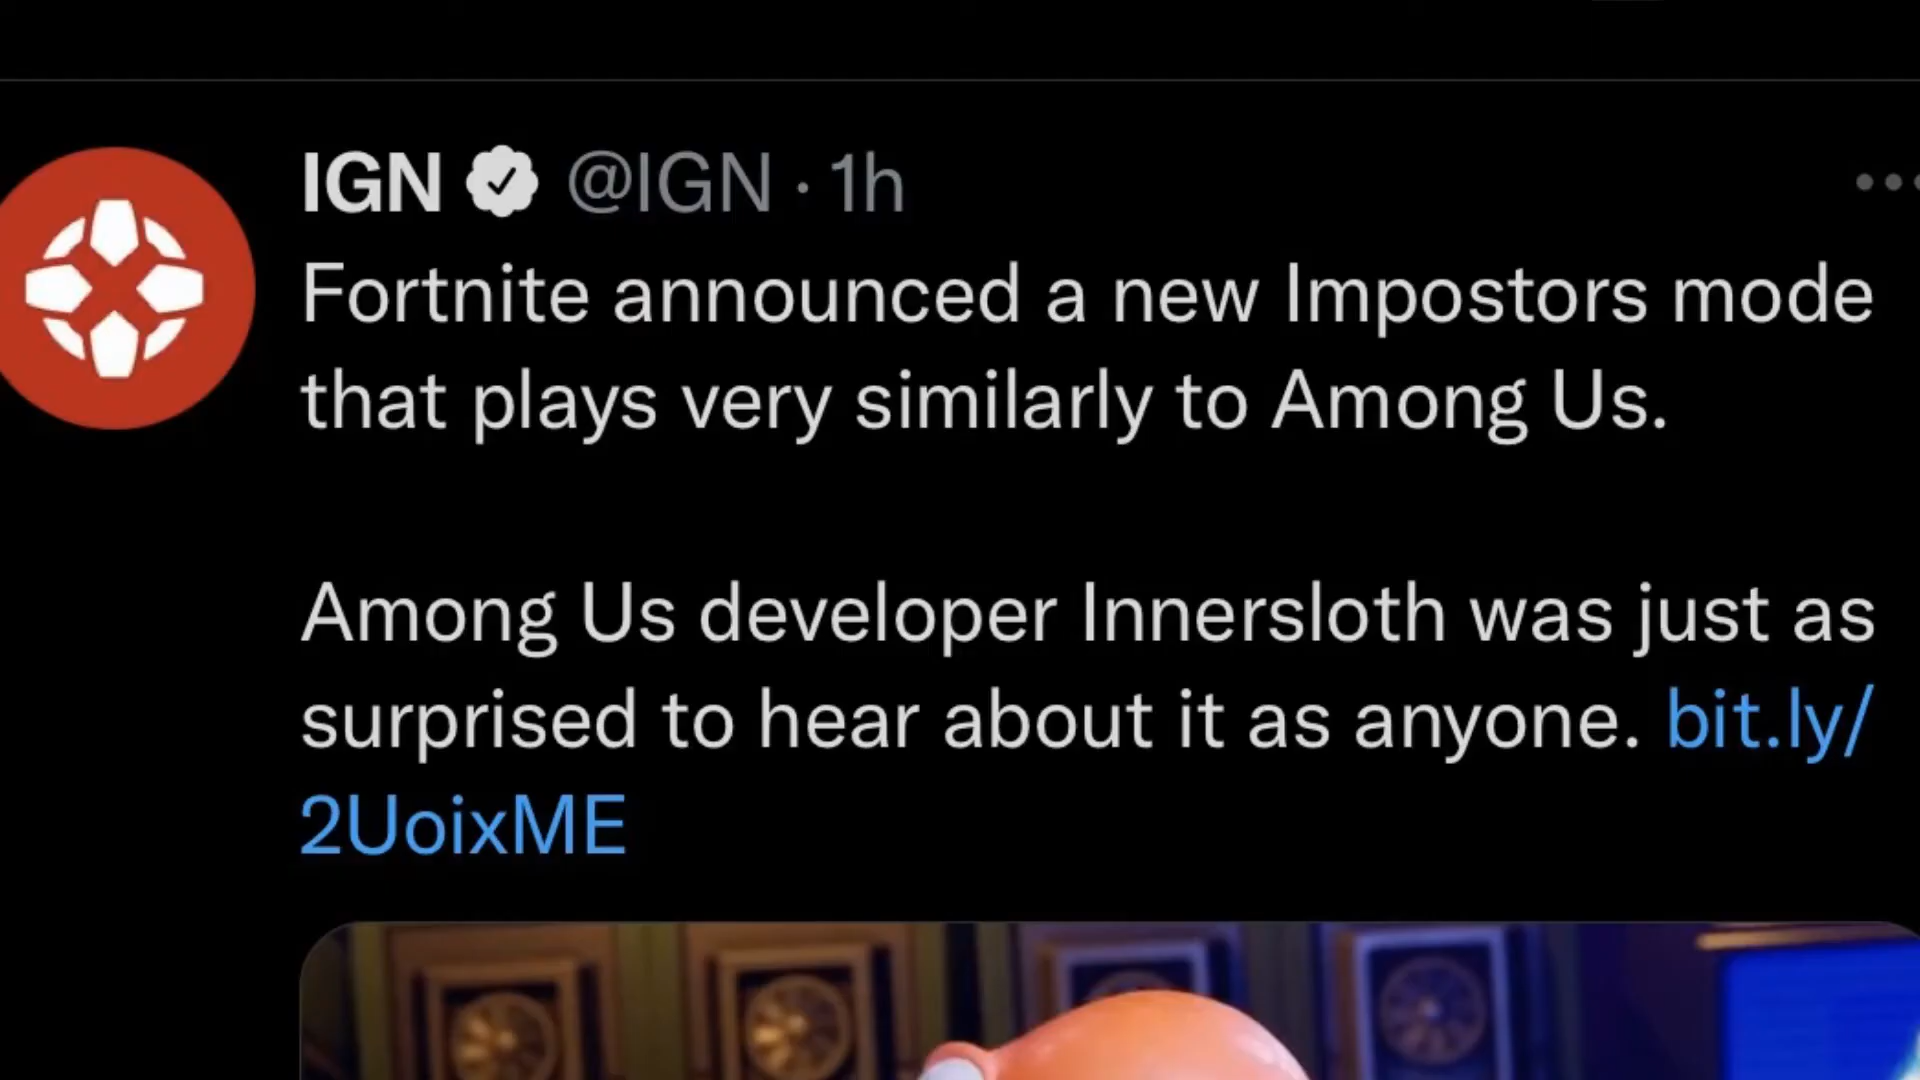 IGN @IGN · 1h
Fortnite announced a new Impostors mode
that plays very similarly to Among Us.
Among Us developer Innersloth was just as
surprised to hear about it as anyone. bit.ly/
2UoixME